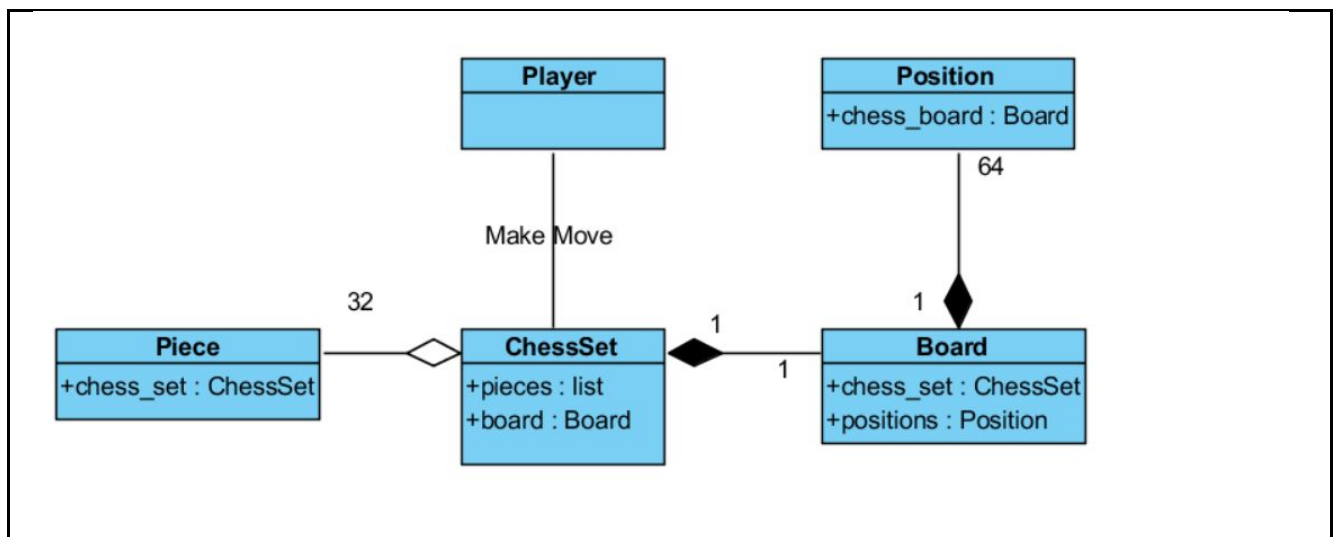 Player
Position
+chess_board : Board
64
Make Move
32
1
1
1
Piece
+chess_set : ChessSet
ChessSet
+pieces : list
+board : Board
Board
+chess_set : ChessSet
+positions : Position